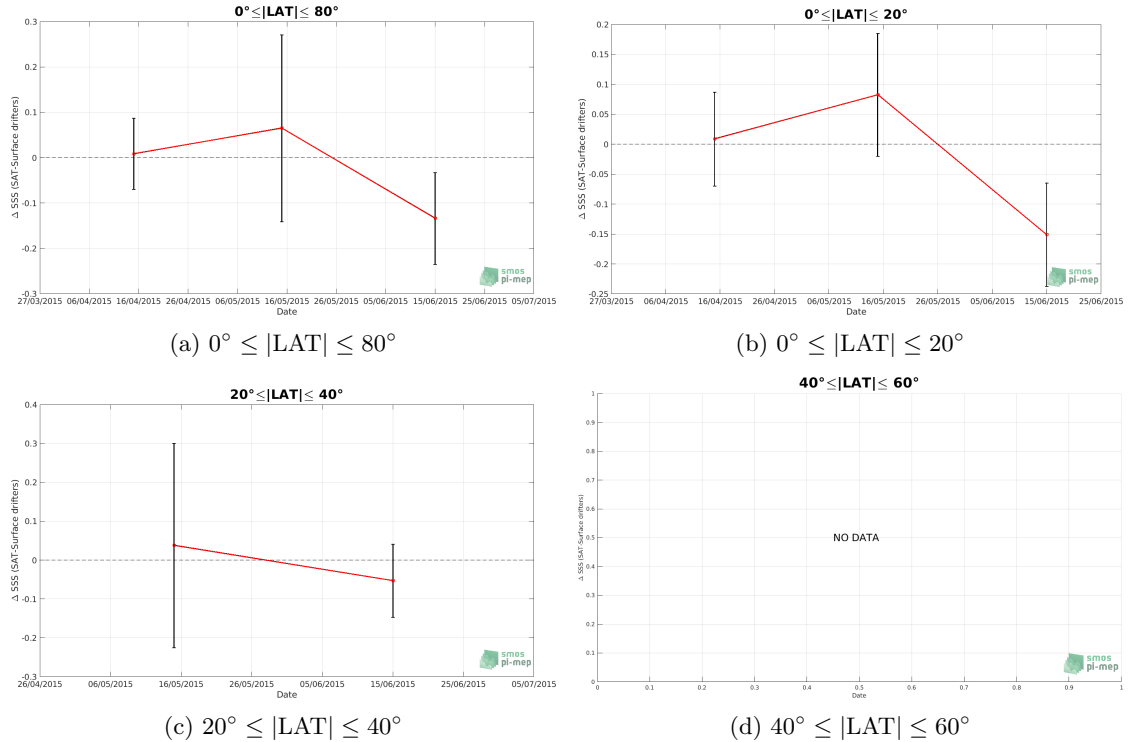 0°≤|LAT|≤ 80°
Δ SSS (SAT-Surface drifters)
0.3
0.2
0.1
0
-0.1
-0.2
-0.3
27/03/2015 06/04/2015 16/04/2015 26/04/2015 06/05/2015 16/05/2015 26/05/2015 05/06/2015 15/06/2015 25/06/2015 05/07/2015
Date
smos
pi-mep
(a) 0° ≤ |LAT| ≤ 80°
0°≤|LAT|≤ 20°
Δ SSS (SAT-Surface drifters)
0.2
0.15
0.1
0.05
0
-0.05
-0.1
-0.15
-0.2
-0.25
27/03/2015 06/04/2015 16/04/2015 26/04/2015 06/05/2015 16/05/2015 26/05/2015 05/06/2015 15/06/2015 25/06/2015
Date
smos
pi-mep
(b) 0° ≤ |LAT| ≤ 20°
20°≤|LAT|≤ 40°
Δ SSS (SAT-Surface drifters)
0.4
0.3
0.2
0.1
0
-0.1
-0.2
-0.3
26/04/2015 06/05/2015 16/05/2015 26/05/2015 05/06/2015 15/06/2015 25/06/2015 05/07/2015
Date
smos
pi-mep
(c) 20° ≤ |LAT| ≤ 40°
40°≤|LAT|≤ 60°
Δ SSS (SAT-Surface drifters)
1
0.9
0.8
0.7
0.6
0.5
0.4
0.3
0.2
0.1
0
NO DATA
0 0.1 0.2 0.3 0.4 0.5 0.6 0.7 0.8 0.9 1
Date
smos
pi-mep
(d) 40° ≤ |LAT| ≤ 60°